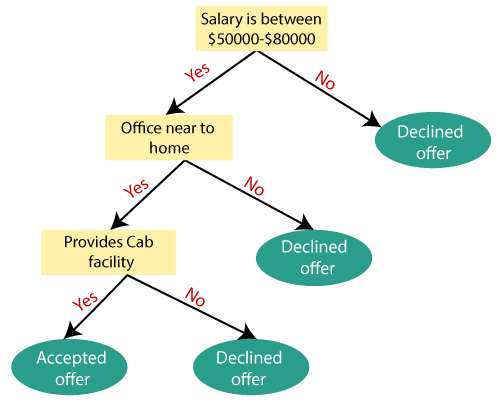 Salary is between
$50000-$80000
Yes
No
Office near to
home
Declined
offer
Yes
No
Provides Cab
facility
Declined
offer
Yes
No
Accepted
offer
Declined
offer